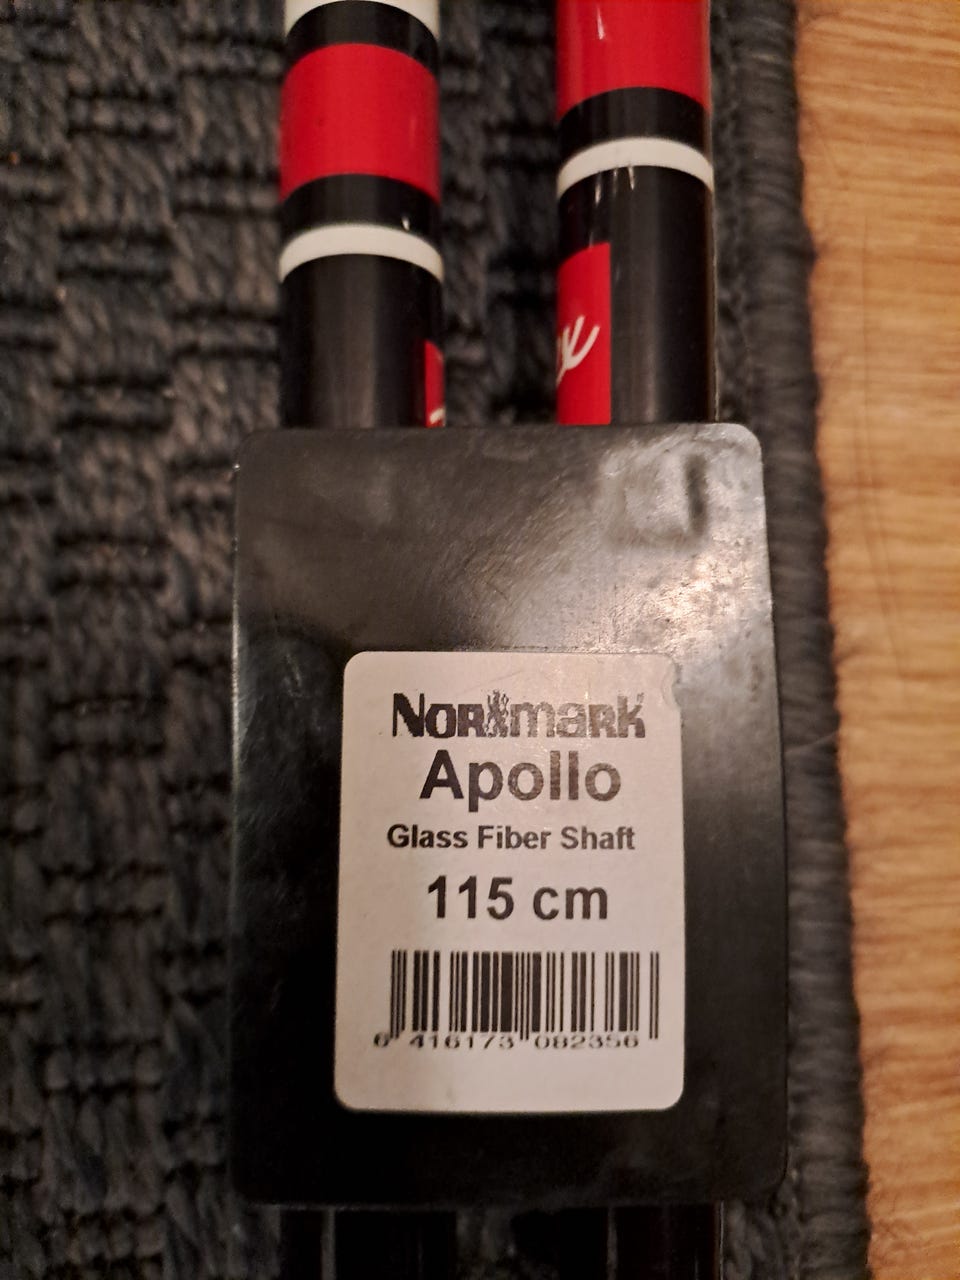 Normark
Apollo
Glass Fiber Shaft
115 cm
6 416173 082356